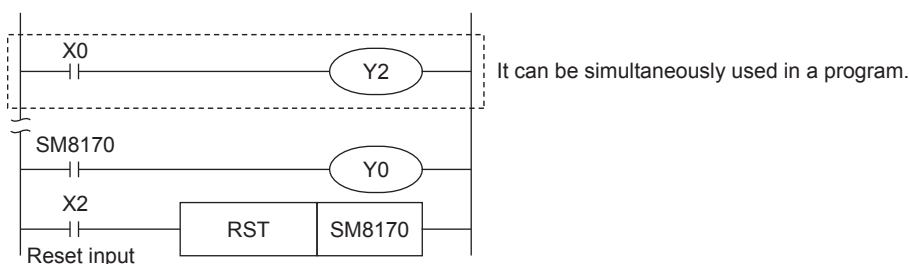 X0
Y2
It can be simultaneously used in a program.
SM8170
Y0
X2
RST
SM8170
Reset input